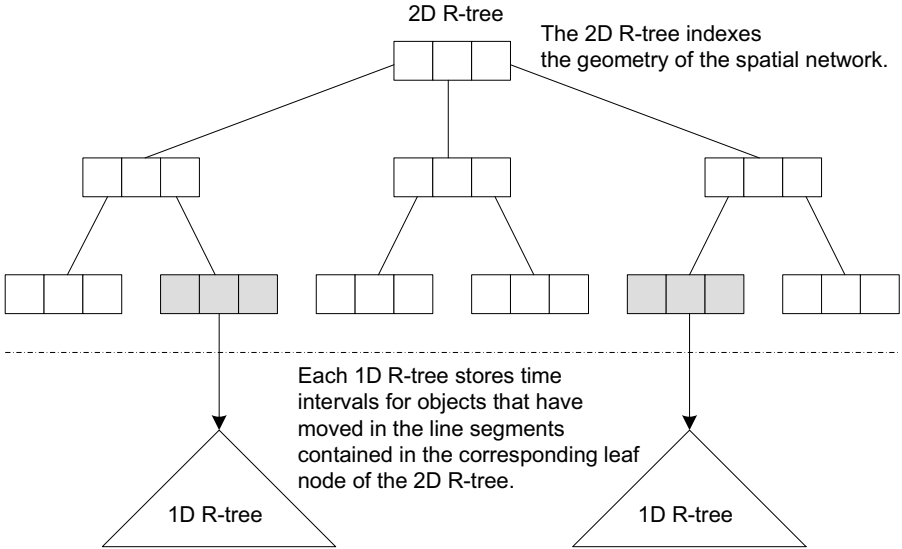 2D R-tree
The 2D R-tree indexes
the geometry of the spatial network.
Each 1D R-tree stores time
intervals for objects that have
moved in the line segments
contained in the corresponding leaf
node of the 2D R-tree.
1D R-tree
1D R-tree